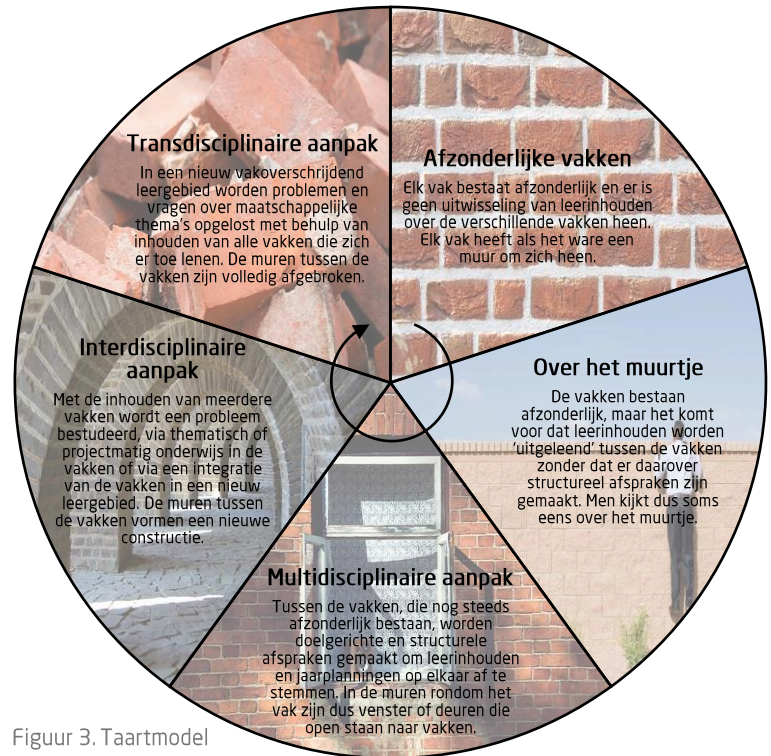 Transdisciplinaire aanpak
In een nieuw vakoverschrijdend
leergebied worden problemen en
vragen over maatschappelijke
thema's opgelost met behulp van
inhouden van alle vakken die zich
er toe lenen. De muren tussen de
vakken zijn volledig afgebroken.
Afzonderlijke vakken
Elk vak bestaat afzonderlijk en er is
geen uitwisseling van leerinhouden
over de verschillende vakken heen.
Elk vak heeft als het ware een
muur om zich heen.
Interdisciplinaire
aanpak
Met de inhouden van meerdere
vakken wordt een probleem
bestudeerd, via thematisch of
projectmatig onderwijs in de
vakken of via een integratie
van de vakken in een nieuw
leergebied. De muren tussen
de vakken vormen een nieuwe
constructie.
Over het muurtje
De vakken bestaan
afzonderlijk, maar het komt
voor dat leerinhouden worden
'uitgeleend' tussen de vakken
zonder dat er daarover
structureel afspraken zijn
gemaakt. Men kijkt dus soms
eens over het muurtje.
Multidisciplinaire aanpak
Tussen de vakken, die nog steeds
afzonderlijk bestaan, worden
doelgerichte en structurele
afspraken gemaakt om leerinhouden
en jaarplanningen op elkaar af te
stemmen. In de muren rondom het
vak zijn dus venster of deuren die
open staan naar vakken.
Figuur 3. Taartmodel